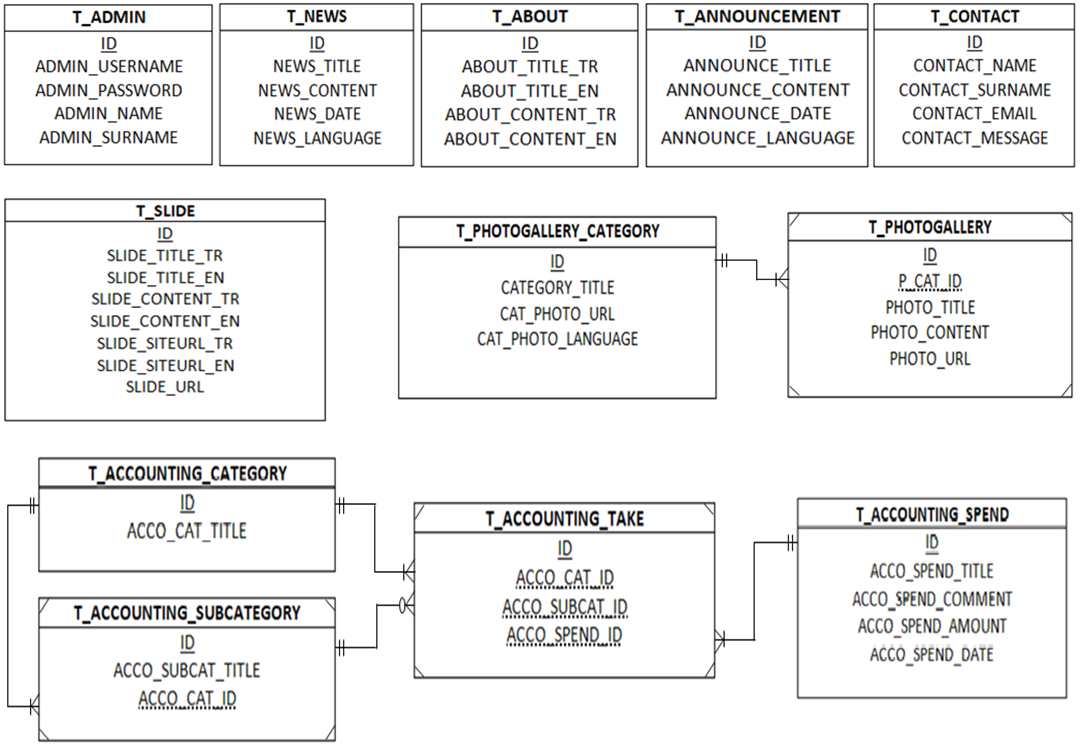 T_ADMIN
ID
ADMIN_USERNAME
ADMIN_PASSWORD
ADMIN_NAME
ADMIN_SURNAME
T_NEWS
ID
NEWS_TITLE
NEWS_CONTENT
NEWS_DATE
NEWS_LANGUAGE
T_ABOUT
ID
ABOUT_TITLE_TR
ABOUT_TITLE_EN
ABOUT_CONTENT_TR
ABOUT_CONTENT_EN
T_ANNOUNCEMENT
ID
ANNOUNCE_TITLE
ANNOUNCE_CONTENT
ANNOUNCE_DATE
ANNOUNCE_LANGUAGE
T_CONTACT
ID
CONTACT_NAME
CONTACT_SURNAME
CONTACT_EMAIL
CONTACT_MESSAGE
T_SLIDE
ID
SLIDE_TITLE_TR
SLIDE_TITLE_EN
SLIDE_CONTENT_TR
SLIDE_CONTENT_EN
SLIDE_SITEURL_TR
SLIDE_SITEURL_EN
SLIDE_URL
T_PHOTOGALLERY_CATEGORY
ID
CATEGORY_TITLE
CAT_PHOTO_URL
CAT_PHOTO_LANGUAGE
T_PHOTOGALLERY
ID
P_CAT_ID
PHOTO_TITLE
PHOTO_CONTENT
PHOTO_URL
T_ACCOUNTING_CATEGORY
ID
ACCO_CAT_TITLE
T_ACCOUNTING_SUBCATEGORY
ID
ACCO_SUBCAT_TITLE
ACCO_CAT_ID
T_ACCOUNTING_TAKE
ID
ACCO_CAT_ID
ACCO_SUBCAT_ID
ACCO_SPEND_ID
T_ACCOUNTING_SPEND
ID
ACCO_SPEND_TITLE
ACCO_SPEND_COMMENT
ACCO_SPEND_AMOUNT
ACCO_SPEND_DATE